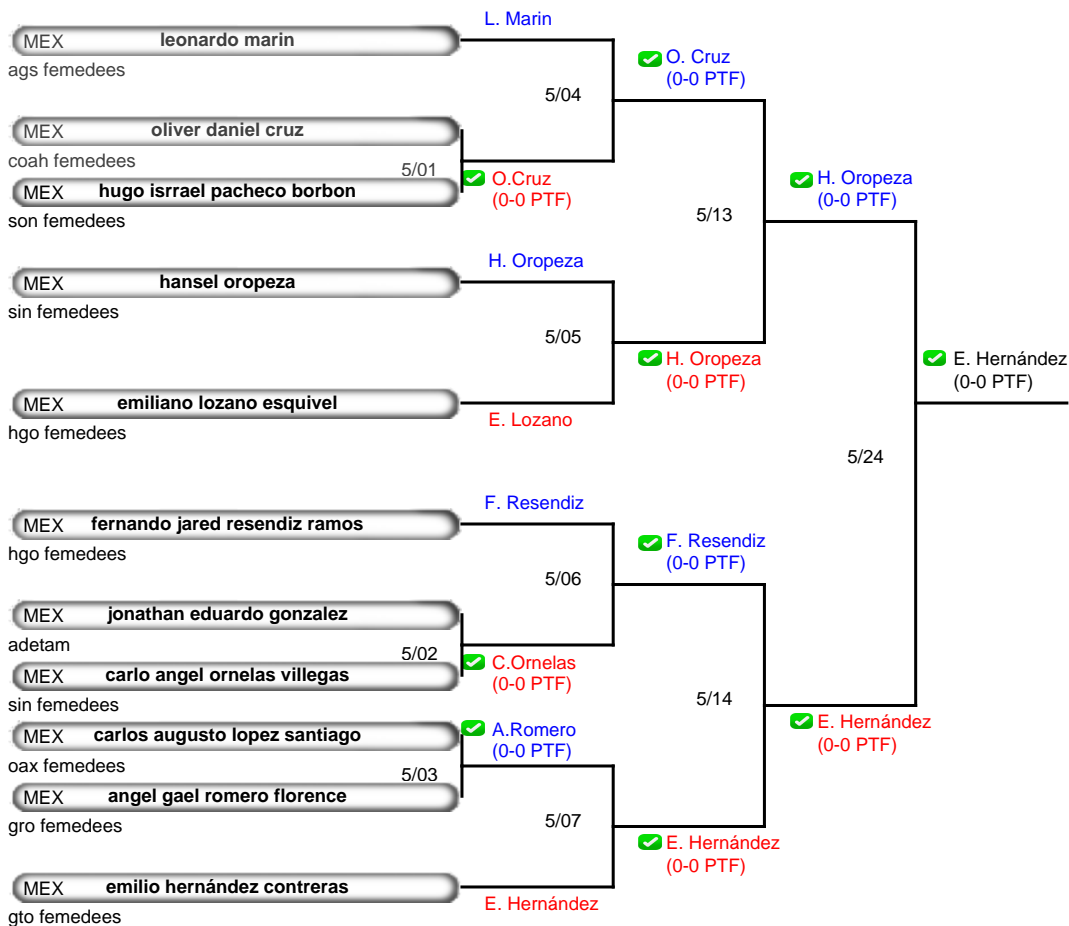 L. Marin
MEX leonardo marin
ags femedees
O. Cruz
(0-0 PTF)
5/04
MEX oliver daniel cruz
coah femedees
5/01
O.Cruz
(0-0 PTF)
MEX hugo isrrael pacheco borbon
son femedees
H. Oropeza
(0-0 PTF)
5/13
H. Oropeza
MEX hansel oropeza
sin femedees
5/05
H. Oropeza
(0-0 PTF)
E. Hernández
(0-0 PTF)
MEX emiliano lozano esquivel
hgo femedees
E. Lozano
5/24
F. Resendiz
MEX fernando jared resendiz ramos
hgo femedees
F. Resendiz
(0-0 PTF)
5/06
MEX jonathan eduardo gonzalez
adetam
5/02
C.Ornelas
(0-0 PTF)
MEX carlo angel ornelas villegas
sin femedees
5/14
E. Hernández
(0-0 PTF)
A.Romero
(0-0 PTF)
MEX carlos augusto lopez santiago
oax femedees
5/03
MEX angel gael romero florence
gro femedees
5/07
E. Hernández
(0-0 PTF)
MEX emilio hernández contreras
gto femedees
E. Hernández